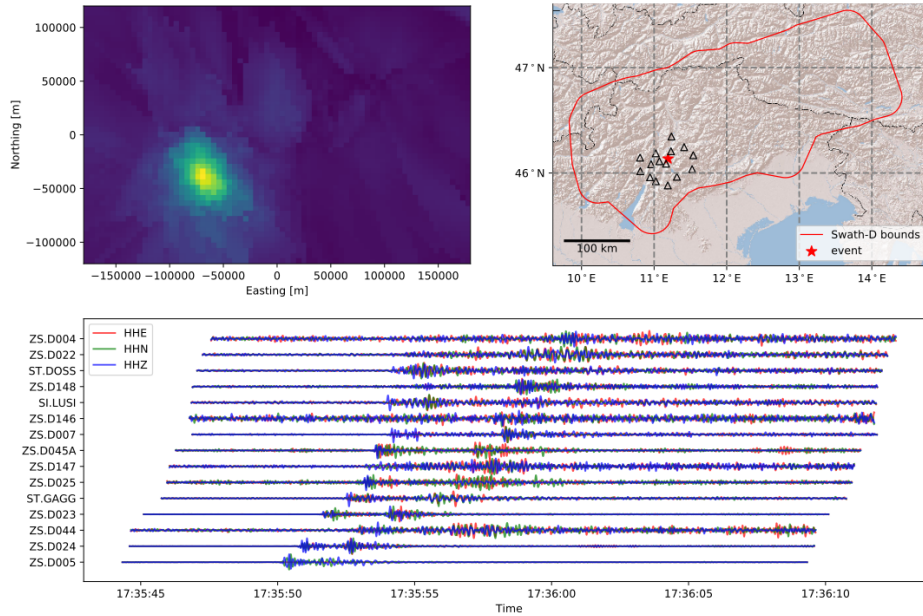 100000
50000
0
−50000
−100000
Northing [m]
−150000 −100000 −50000 0 50000 100000 150000
Easting [m]
47°N
46°N
100 km
Swath-D bounds
event
10°E 11°E 12°E 13°E 14°E
HHE
HHN
HHZ
ZS.D004
ZS.D022
ST.DOSS
ZS.D148
SI.LUSI
ZS.D146
ZS.D007
ZS.D045A
ZS.D147
ZS.D025
ST.GAGG
ZS.D023
ZS.D044
ZS.D024
ZS.D005
17:35:45 17:35:50 17:35:55 17:36:00 17:36:05 17:36:10
Time